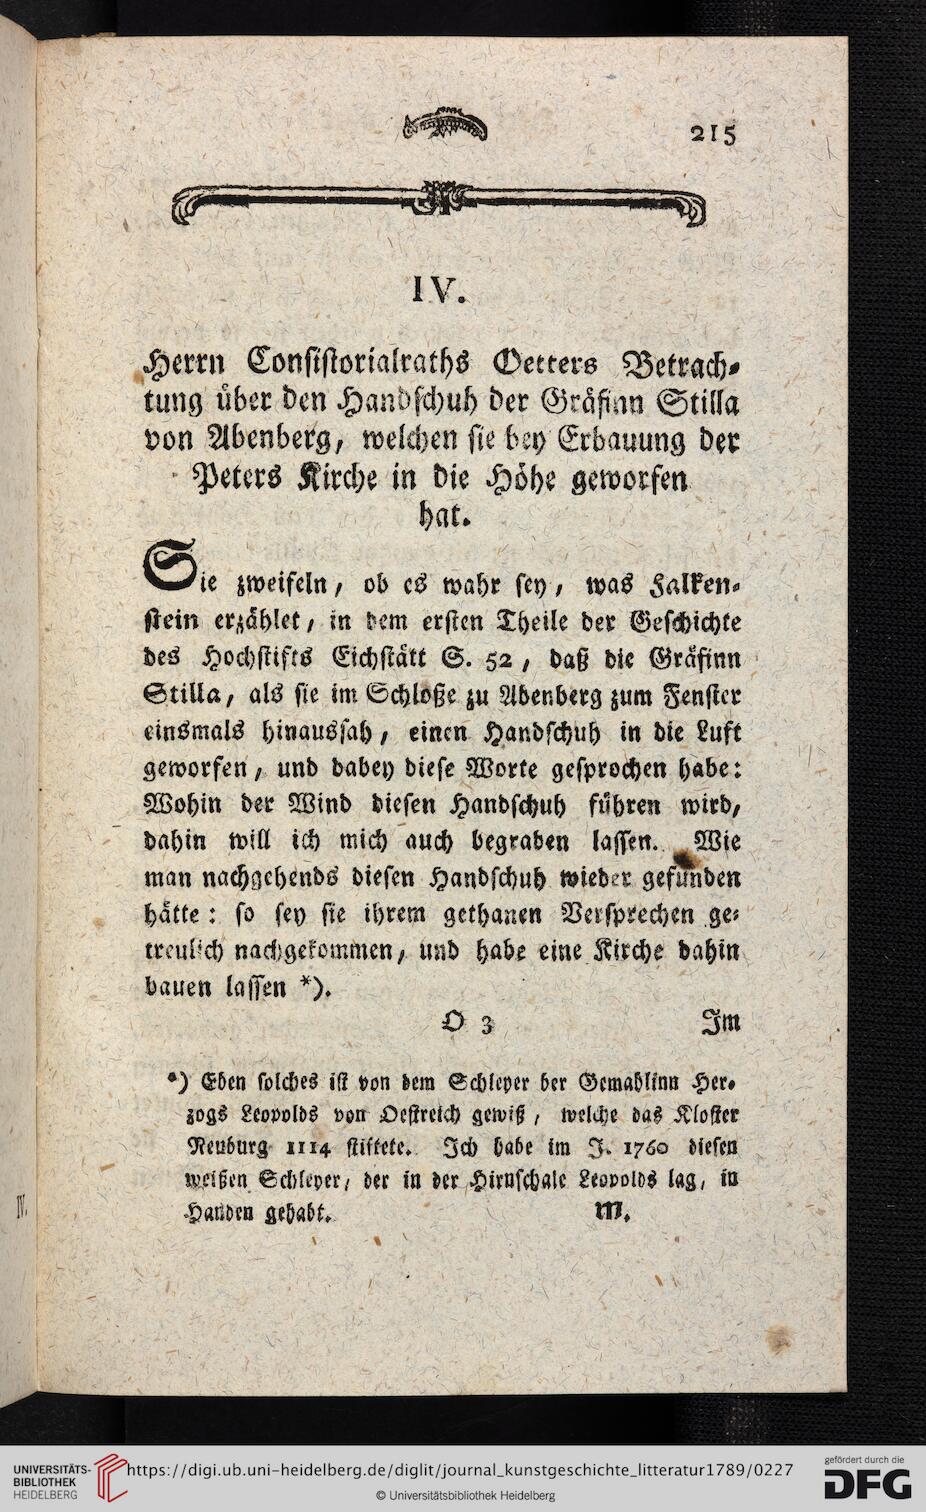 215
IV.
Herrn Consistorialraths Oetters Betrach-
tung über den Handschuh der Gräfinn Stilla
von Abenberg, welchen sie bey Erbauung der
Peters Kirche in die Höhe geworfen
hat.
Sie zweifeln, ob es wahr sey, was Falken-
stein erzählet, in dem ersten Theile der Geschichte
des Hochstifts Eichstätt S. 52, daß die Gräfinn
Stilla, als sie im Schloße zu Abenberg zum Fenster
einsmals hinaussah, einen Handschuh in die Luft
geworfen, und dabey diese Worte gesprochen habe:
Wohin der Wind diesen Handschuh führen wird,
dahin will ich mich auch begraben lassen. Wie
man nachgehends diesen Handschuh wieder gefunden
hätte: so sey sie ihrem gethanen Versprechen ge-
treulich nachgekommen, und habe eine Kirche dahin
bauen lassen *).
O 3 Im
*) Eben solches ist von dem Schleyer der Gemahlinn Her-
zogs Leopolds von Oestreich gewiß, welche das Kloster
Neuburg 1114 stiftete. Ich habe im J. 1760 diesen
weißen Schleyer, der in der Hirnschale Leopolds lag, in
Handen gehabt. M.
IV.
UNIVERSITÄTS-
BIBLIOTHEK
HEIDELBERG
https://digi.ub.uni-heidelberg.de/diglit/journal_kunstgeschichte_litteratur1789/0227
© Universitätsbibliothek Heidelberg
gefördert durch die
DFG